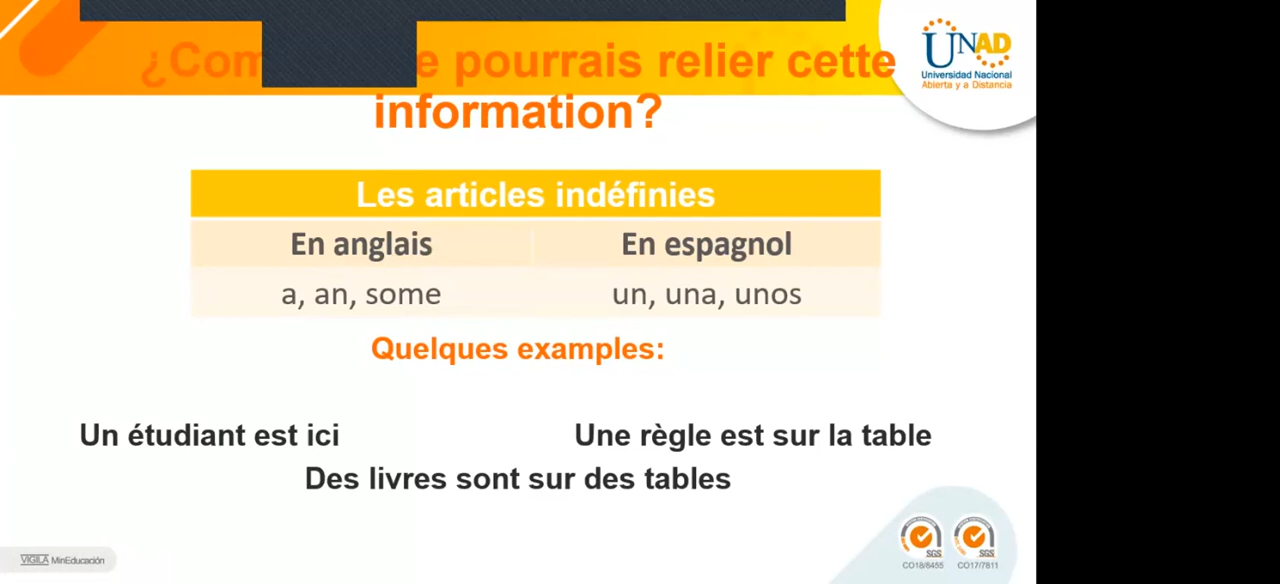 e pourrais relier cette
information?
UNAD
Universidad Nacional
Abierta y a Distancia
Les articles indéfinies
En anglais En espagnol
a, an, some un, una, unos
Quelques examples:
Un étudiant est ici Une règle est sur la table
Des livres sont sur des tables
VIGILADA MinEducación
SGS SGS
CO18/8455 CO17/7811